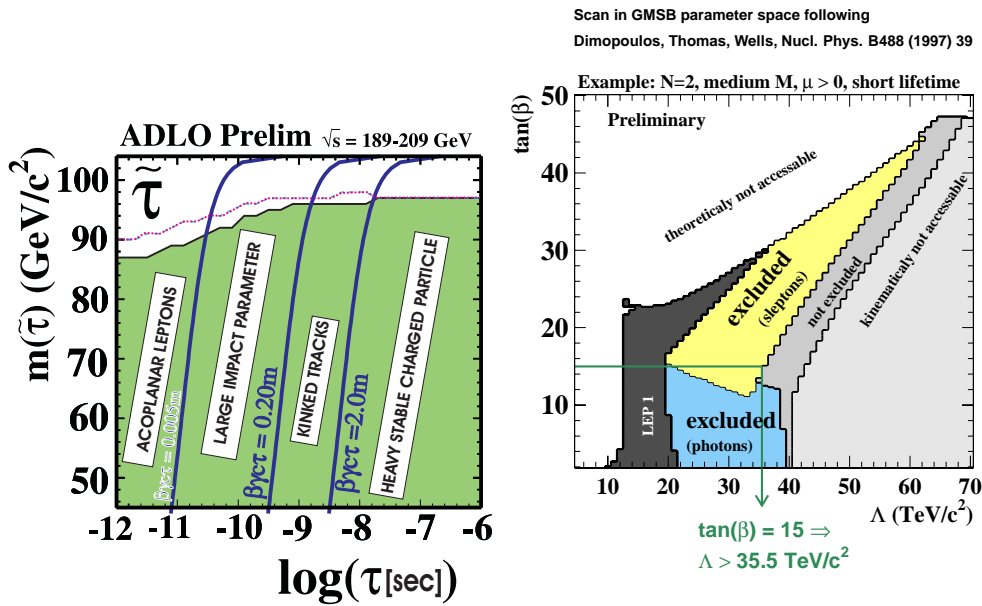 Scan in GMSB parameter space following
Dimopoulos, Thomas, Wells, Nucl. Phys. B488 (1997) 39
ADLO Prelim √s = 189-209 GeV
m(τ̃) (GeV/c²)
100
90
80
70
60
50
τ̃
ACOPLANAR LEPTONS
βγcτ = 0.005m
LARGE IMPACT PARAMETER
βγcτ = 0.20m
KINKED TRACKS
βγcτ = 2.0m
HEAVY STABLE CHARGED PARTICLE
-12 -11 -10 -9 -8 -7 -6
log(τ[sec])
Example: N=2, medium M, μ > 0, short lifetime
tan(β)
50
40
30
20
10
Preliminary
theoreticaly not accessable
excluded
(sleptons)
not excluded
kinematicaly not accessable
LEP 1
excluded
(photons)
10 20 30 40 50 60 70
Λ (TeV/c²)
tan(β) = 15 ⇒
Λ > 35.5 TeV/c²